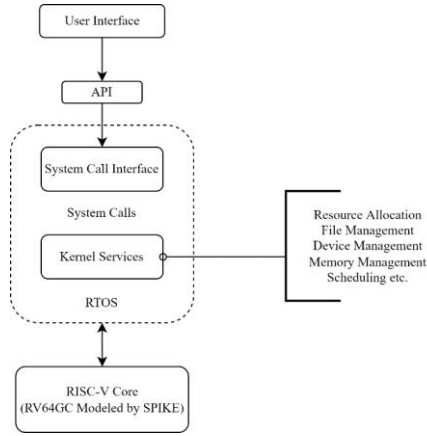 User Interface
API
System Call Interface
System Calls
Kernel Services
RTOS
Resource Allocation
File Management
Device Management
Memory Management
Scheduling etc.
RISC-V Core
(RV64GC Modeled by SPIKE)